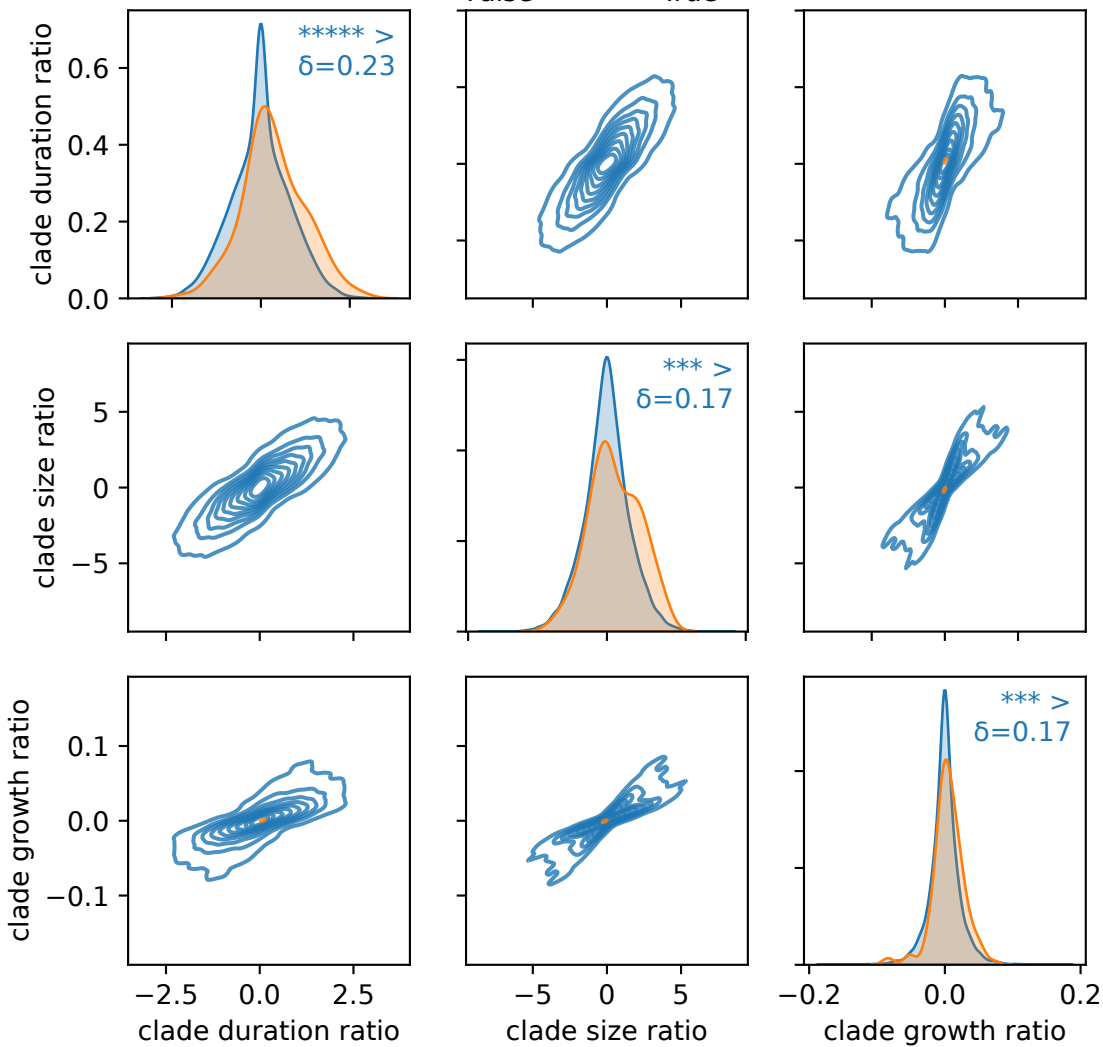 ***** >
δ=0.23
clade duration ratio
0.6
0.4
0.2
0.0
*** >
δ=0.17
clade size ratio
5
0
−5
*** >
δ=0.17
clade growth ratio
0.1
0.0
−0.1
−2.5 0.0 2.5
−5 0 5
−0.2 0.0 0.2
clade duration ratio
clade size ratio
clade growth ratio